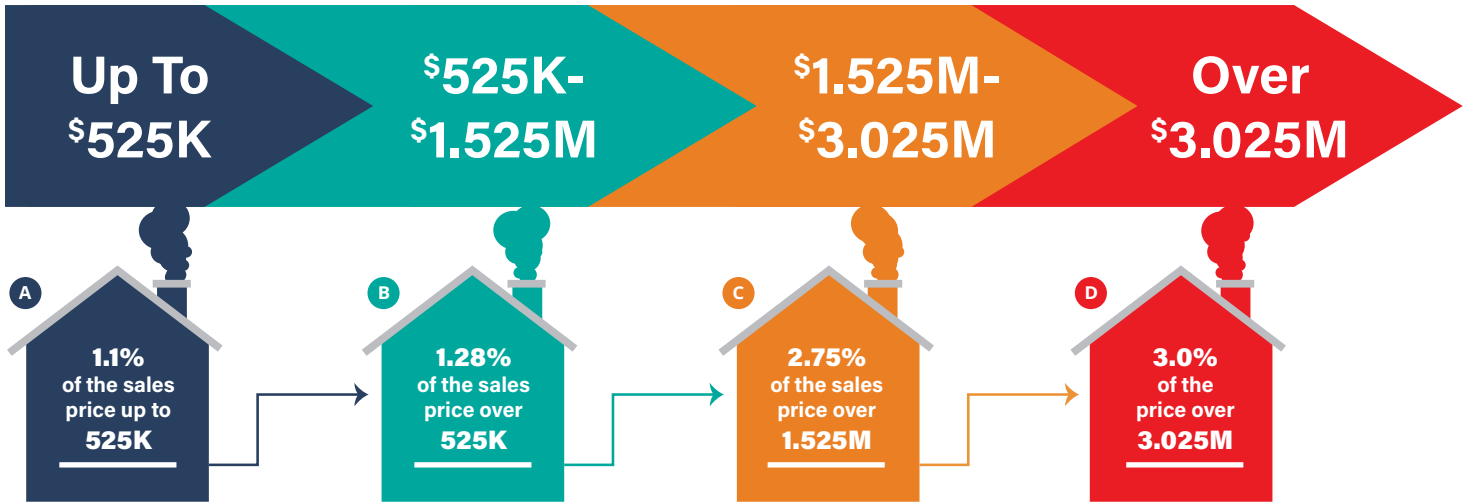 Up To
$525K
$525K-
$1.525M
$1.525M-
$3.025M
Over
$3.025M
A
1.1%
of the sales
price up to
525K
B
1.28%
of the sales
price over
525K
C
2.75%
of the sales
price over
1.525M
D
3.0%
of the
price over
3.025M